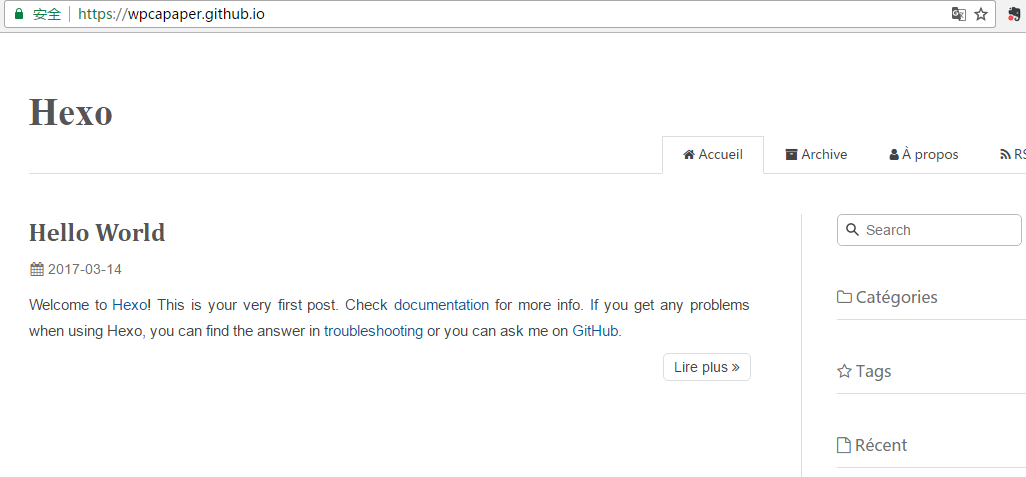 安全 https://wpcapaper.github.io
Hexo
Accueil Archive À propos RS
Hello World
2017-03-14
Welcome to Hexo! This is your very first post. Check documentation for more info. If you get any problems
when using Hexo, you can find the answer in troubleshooting or you can ask me on GitHub.
Lire plus »
Search
Catégories
Tags
Récent